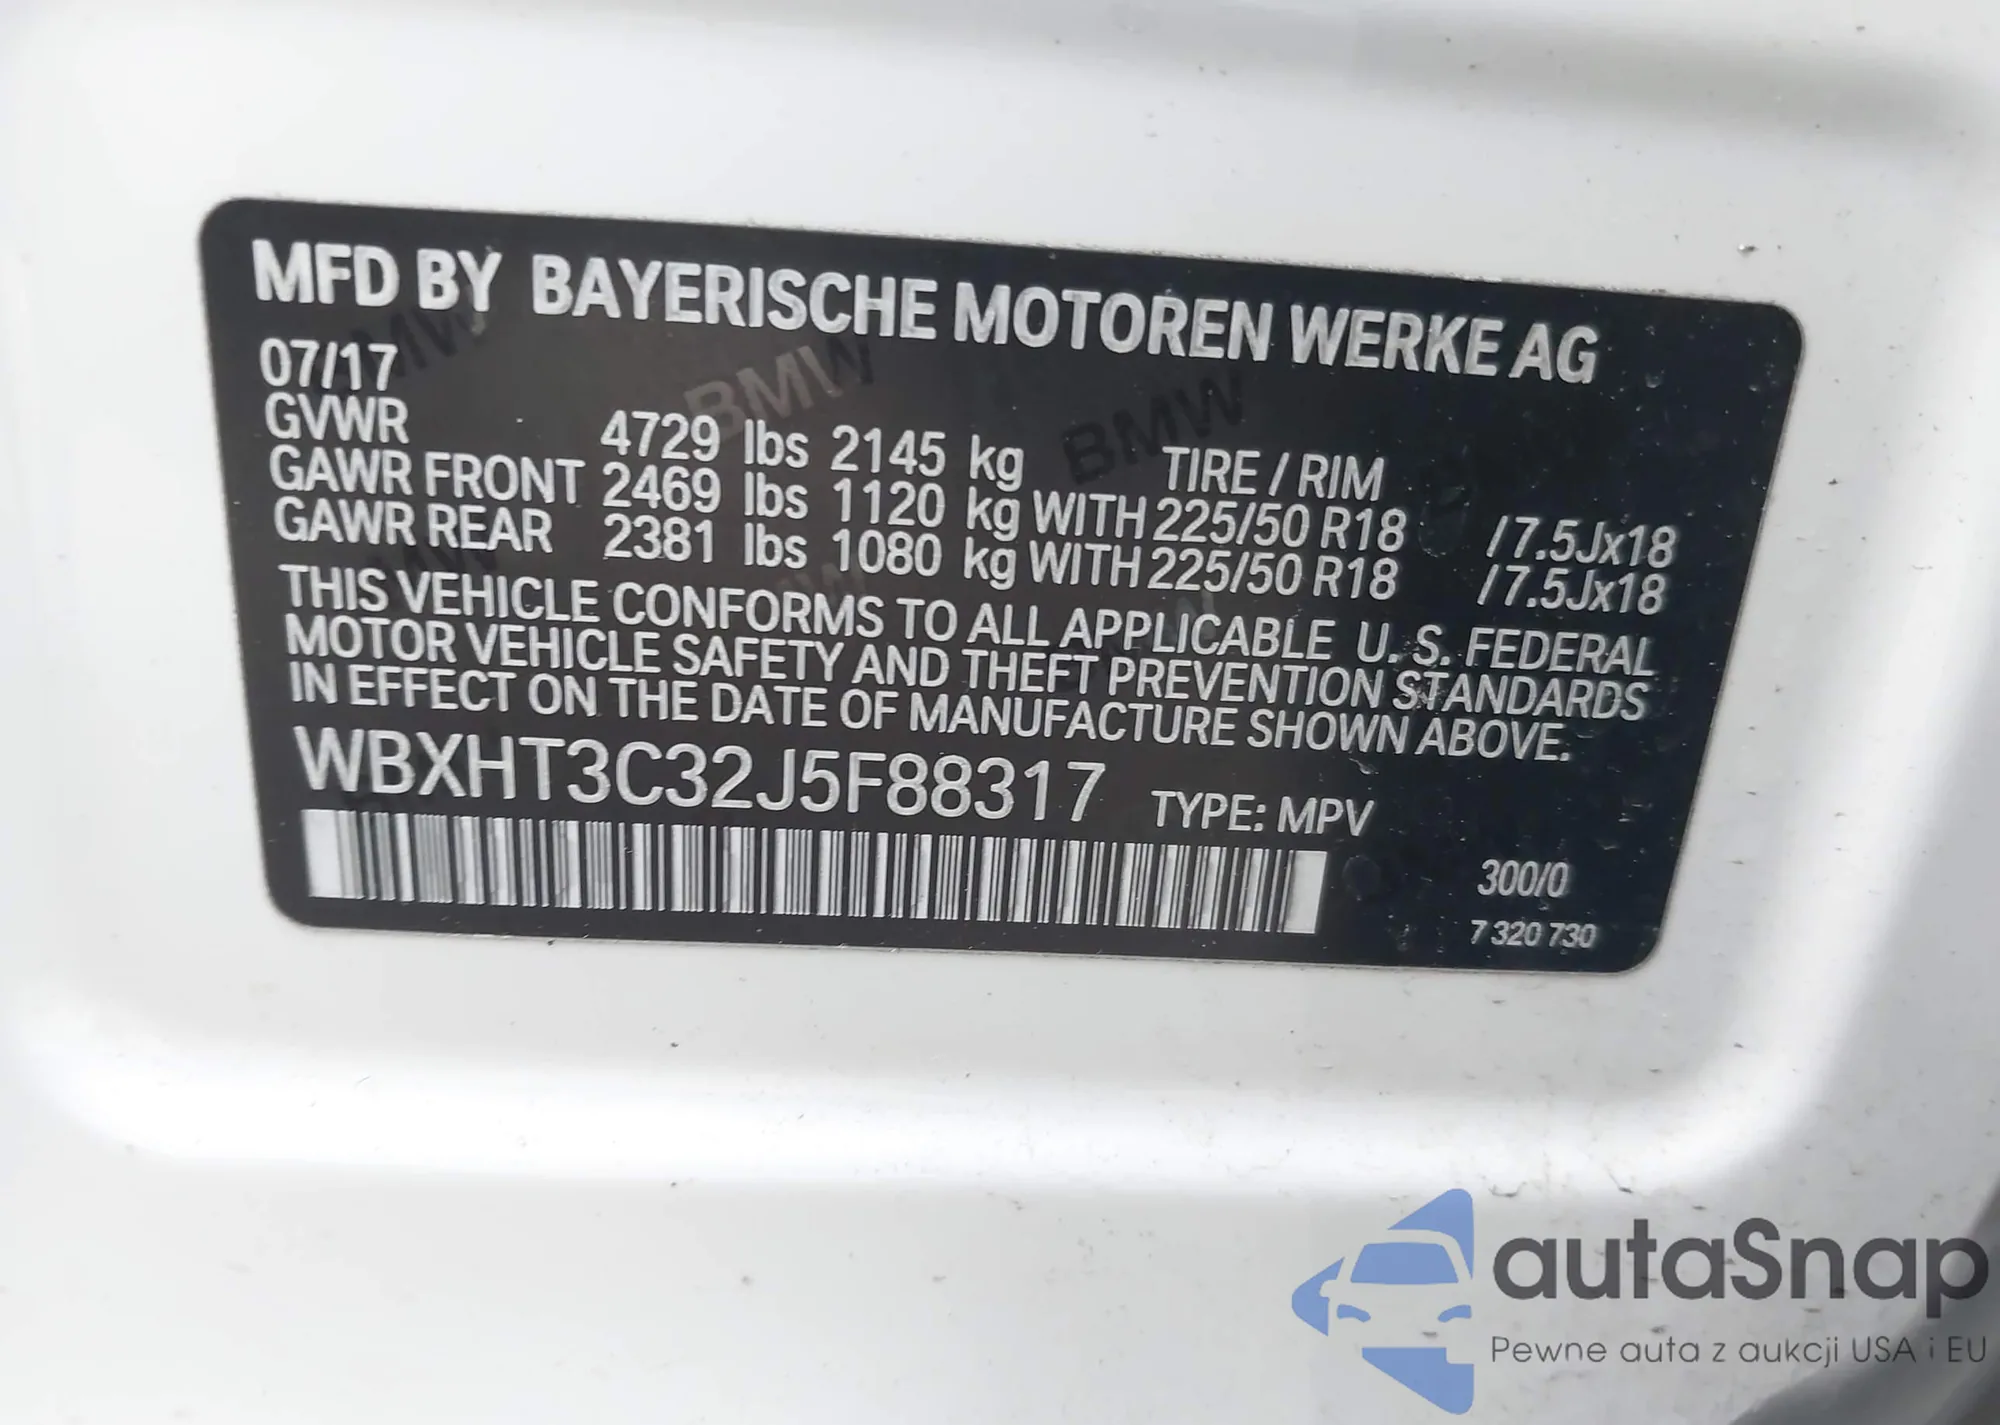 MFD BY BAYERISCHE MOTOREN WERKE AG
07/17
GVWR 4729 lbs 2145 kg TIRE / RIM
GAWR FRONT 2469 lbs 1120 kg WITH 225/50 R18 /7.5Jx18
GAWR REAR 2381 lbs 1080 kg WITH 225/50 R18 /7.5Jx18
THIS VEHICLE CONFORMS TO ALL APPLICABLE U. S. FEDERAL
MOTOR VEHICLE SAFETY AND THEFT PREVENTION STANDARDS
IN EFFECT ON THE DATE OF MANUFACTURE SHOWN ABOVE.
WBXHT3C32J5F88317 TYPE: MPV
300/0
7 320 730
autaSnap
Pewne auta z aukcji USA i EU